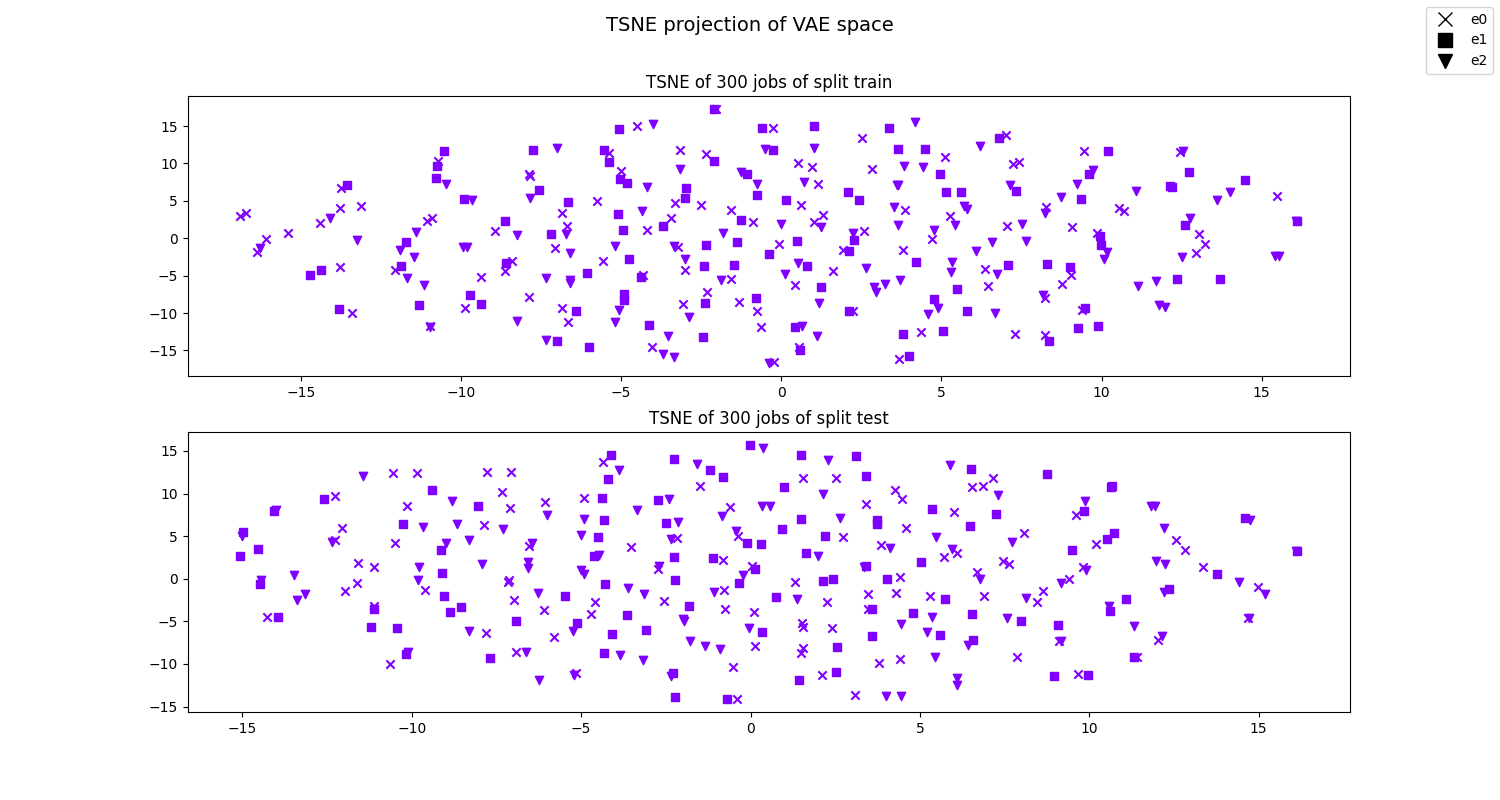 TSNE projection of VAE space
e0
e1
e2
TSNE of 300 jobs of split train
15
10
5
0
−5
−10
−15
−15 −10 −5 0 5 10 15
TSNE of 300 jobs of split test
15
10
5
0
−5
−10
−15
−15 −10 −5 0 5 10 15